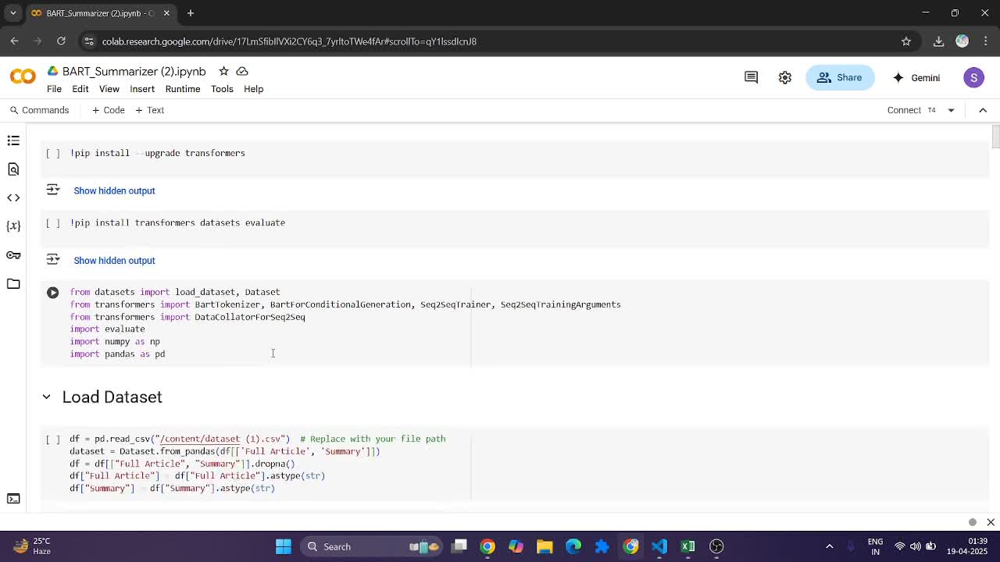 BART_Summarizer (2).ipynb - C
colab.research.google.com/drive/17LmSfibIlVXi2CY6q3_7yrItoTWe4fAr#scrollTo=qY1IssdIcnJ8
BART_Summarizer (2).ipynb
File Edit View Insert Runtime Tools Help
Share
Gemini
S
Commands + Code + Text
Connect T4
[ ] !pip install --upgrade transformers
Show hidden output
[ ] !pip install transformers datasets evaluate
Show hidden output
from datasets import load_dataset, Dataset
from transformers import BartTokenizer, BartForConditionalGeneration, Seq2SeqTrainer, Seq2SeqTrainingArguments
from transformers import DataCollatorForSeq2Seq
import evaluate
import numpy as np
import pandas as pd
Load Dataset
[ ] df = pd.read_csv("/content/dataset (1).csv") # Replace with your file path
dataset = Dataset.from_pandas(df[['Full Article', 'Summary']])
df = df[["Full Article", "Summary"]].dropna()
df["Full Article"] = df["Full Article"].astype(str)
df["Summary"] = df["Summary"].astype(str)
25°C
Haze
Search
ENG
IN
01:39
19-04-2025